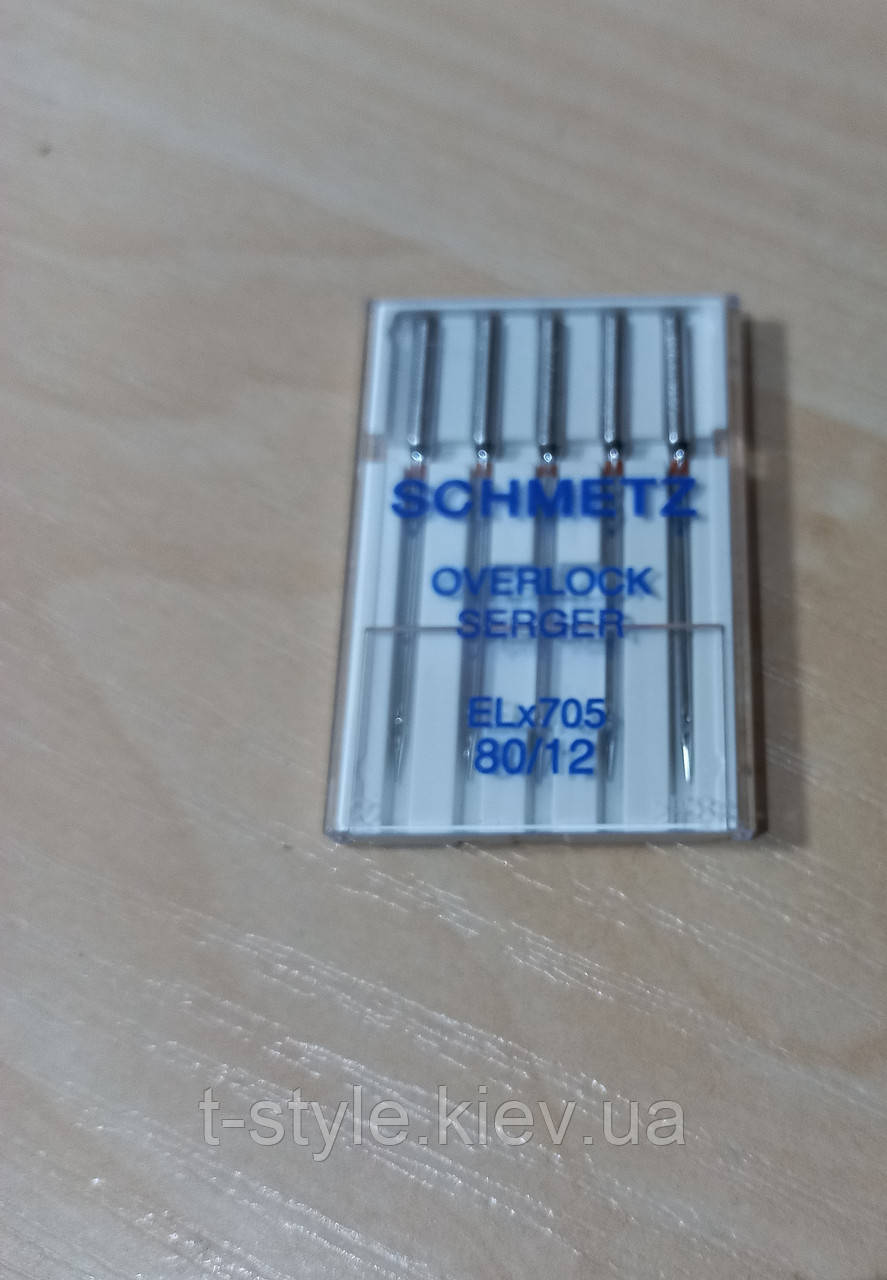 SCHMETZ
OVERLOCK
SERGER
ELx705
80/12
t-style.kiev.ua